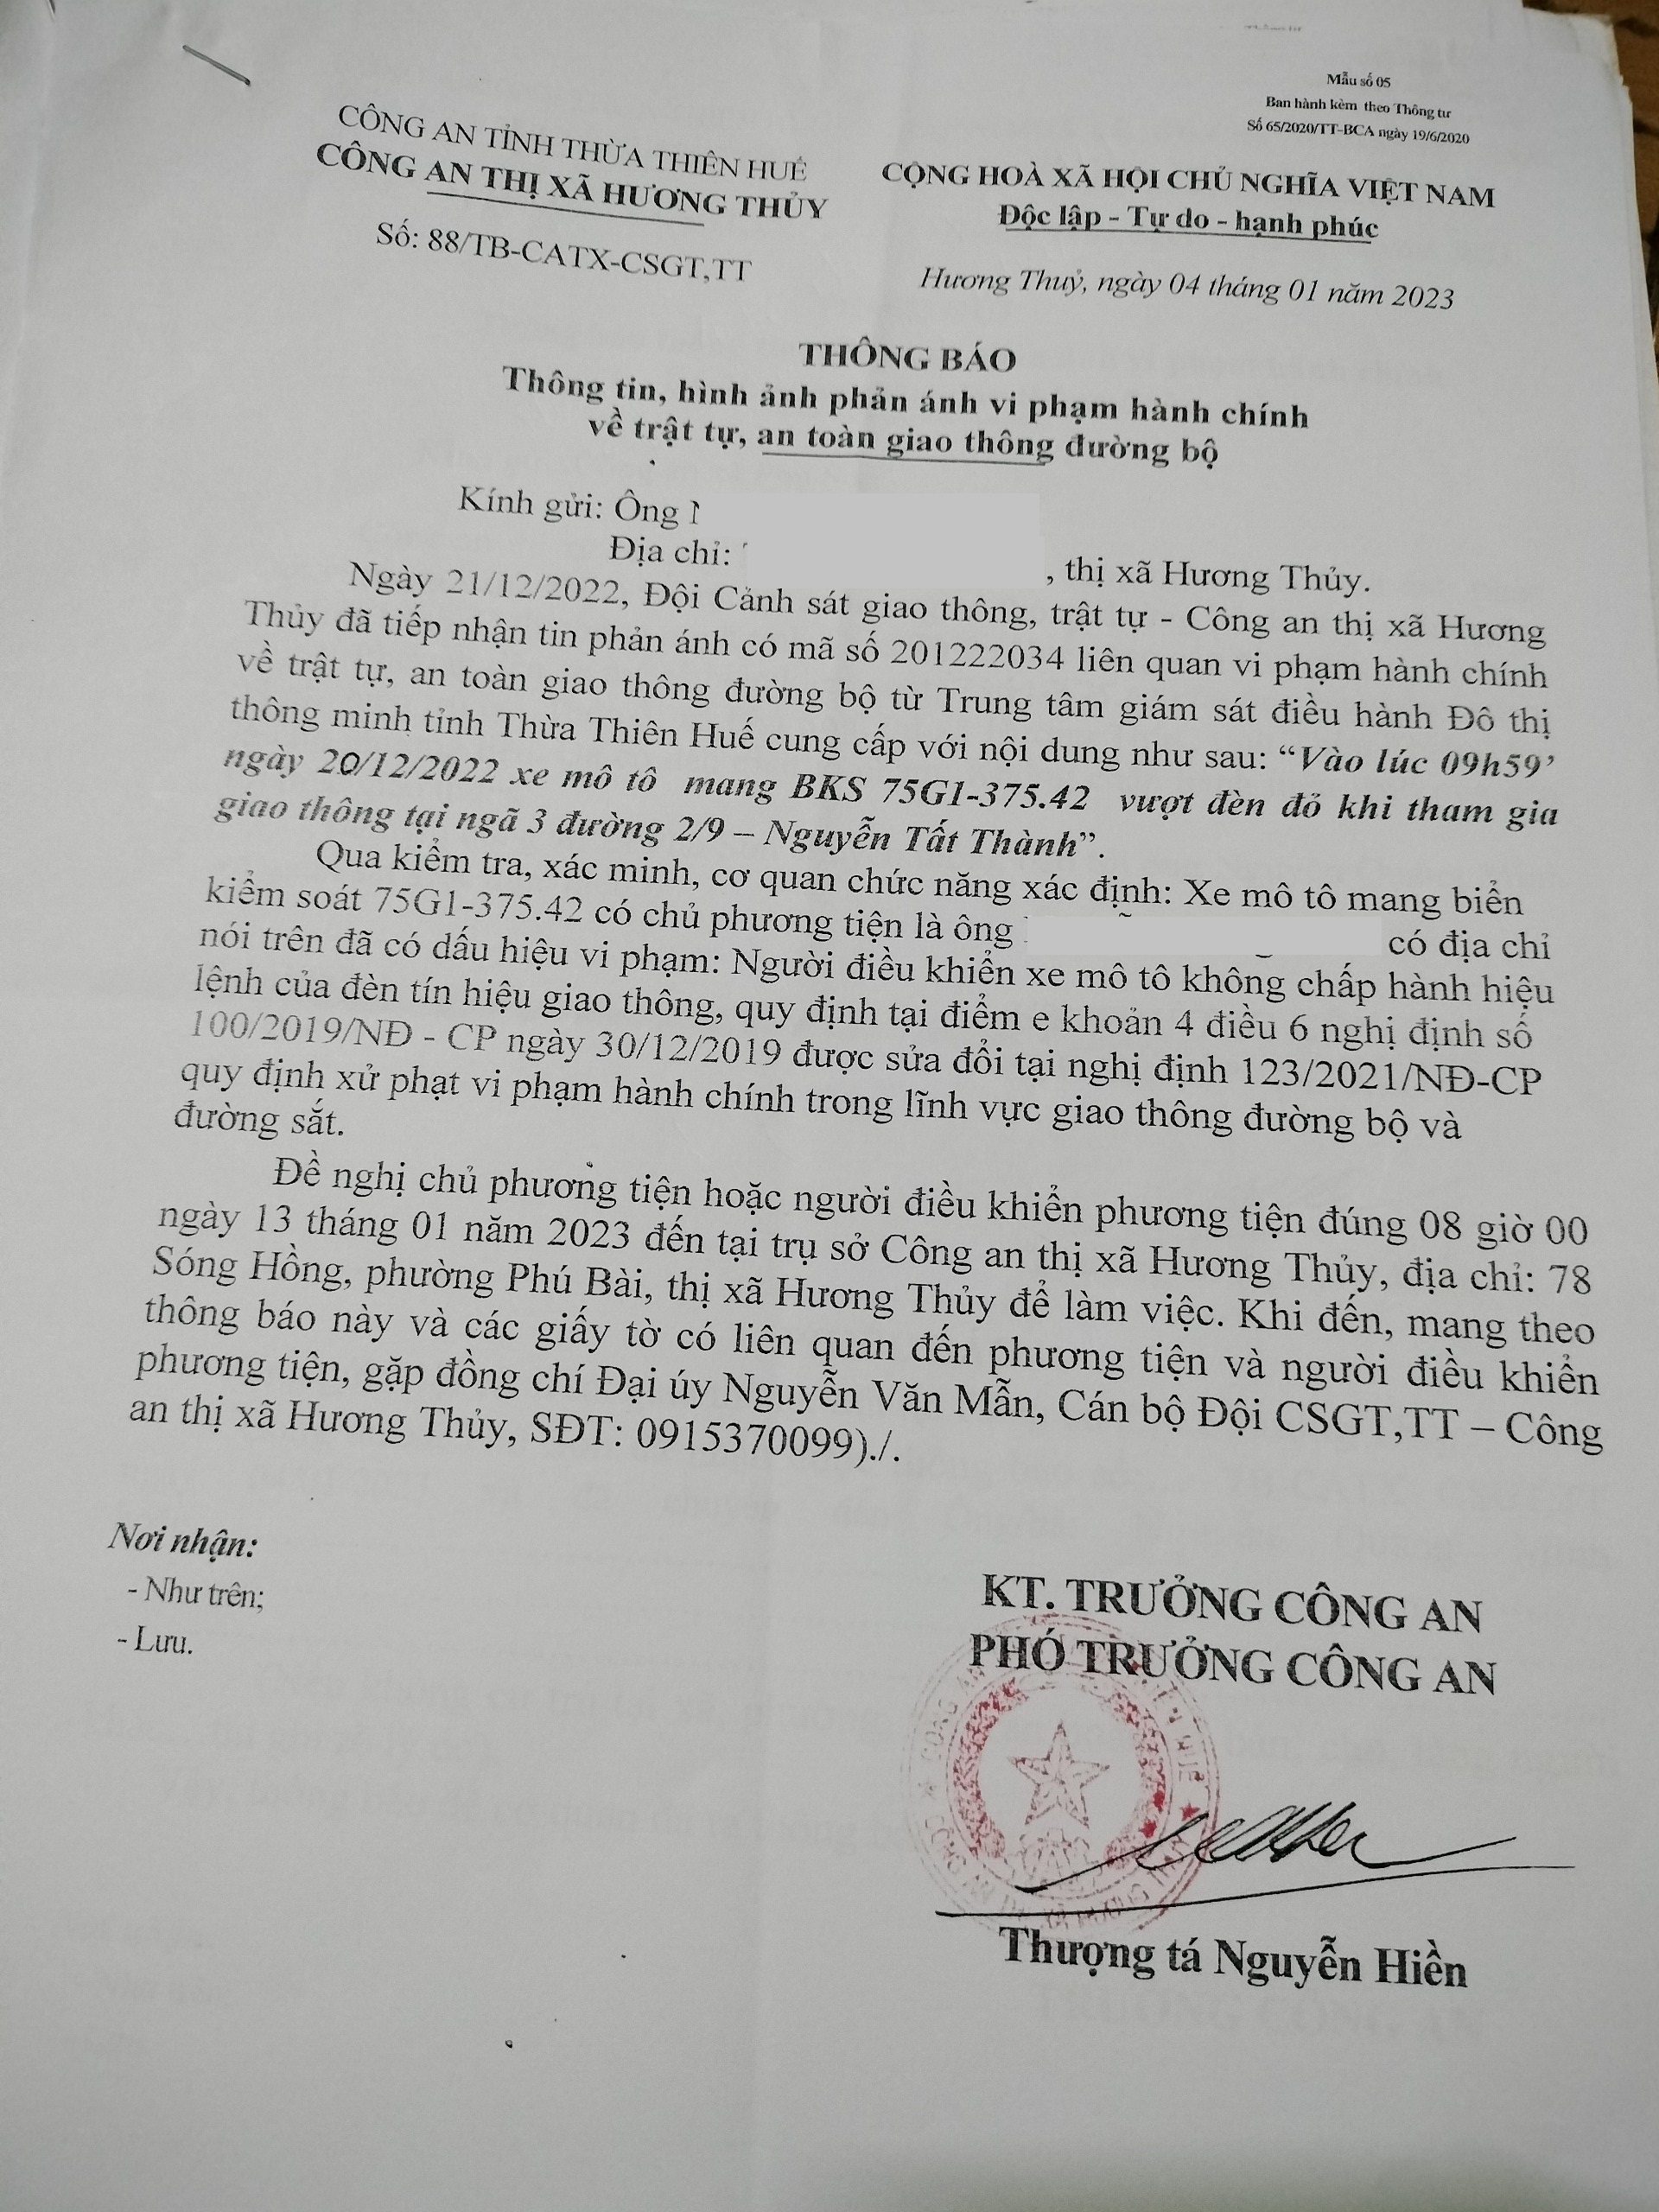 Mẫu số 05
Ban hành kèm theo Thông tư
Số 65/2020/TT-BCA ngày 19/6/2020
CÔNG AN TỈNH THỪA THIÊN HUẾ
CÔNG AN THỊ XÃ HƯƠNG THỦY
Số: 88/TB-CATX-CSGT,TT
CỘNG HOÀ XÃ HỘI CHỦ NGHĨA VIỆT NAM
Độc lập - Tự do - hạnh phúc
Hương Thuỷ, ngày 04 tháng 01 năm 2023
THÔNG BÁO
Thông tin, hình ảnh phản ánh vi phạm hành chính
về trật tự, an toàn giao thông đường bộ
Kính gửi: Ông
Địa chỉ: , thị xã Hương Thủy.
Ngày 21/12/2022, Đội Cảnh sát giao thông, trật tự - Công an thị xã Hương
Thủy đã tiếp nhận tin phản ánh có mã số 201222034 liên quan vi phạm hành chính
về trật tự, an toàn giao thông đường bộ từ Trung tâm giám sát điều hành Đô thị
thông minh tỉnh Thừa Thiên Huế cung cấp với nội dung như sau: “Vào lúc 09h59’
ngày 20/12/2022 xe mô tô mang BKS 75G1-375.42 vượt đèn đỏ khi tham gia
giao thông tại ngã 3 đường 2/9 – Nguyễn Tất Thành”.
Qua kiểm tra, xác minh, cơ quan chức năng xác định: Xe mô tô mang biển
kiểm soát 75G1-375.42 có chủ phương tiện là ông có địa chỉ
nói trên đã có dấu hiệu vi phạm: Người điều khiển xe mô tô không chấp hành hiệu
lệnh của đèn tín hiệu giao thông, quy định tại điểm e khoản 4 điều 6 nghị định số
100/2019/NĐ - CP ngày 30/12/2019 được sửa đổi tại nghị định 123/2021/NĐ-CP
quy định xử phạt vi phạm hành chính trong lĩnh vực giao thông đường bộ và
đường sắt.
Đề nghị chủ phương tiện hoặc người điều khiển phương tiện đúng 08 giờ 00
ngày 13 tháng 01 năm 2023 đến tại trụ sở Công an thị xã Hương Thủy, địa chỉ: 78
Sóng Hồng, phường Phú Bài, thị xã Hương Thủy để làm việc. Khi đến, mang theo
thông báo này và các giấy tờ có liên quan đến phương tiện và người điều khiển
phương tiện, gặp đồng chí Đại úy Nguyễn Văn Mẫn, Cán bộ Đội CSGT,TT – Công
an thị xã Hương Thủy, SĐT: 0915370099)./.
Nơi nhận:
- Như trên;
- Lưu.
KT. TRƯỞNG CÔNG AN
PHÓ TRƯỞNG CÔNG AN
Thượng tá Nguyễn Hiền